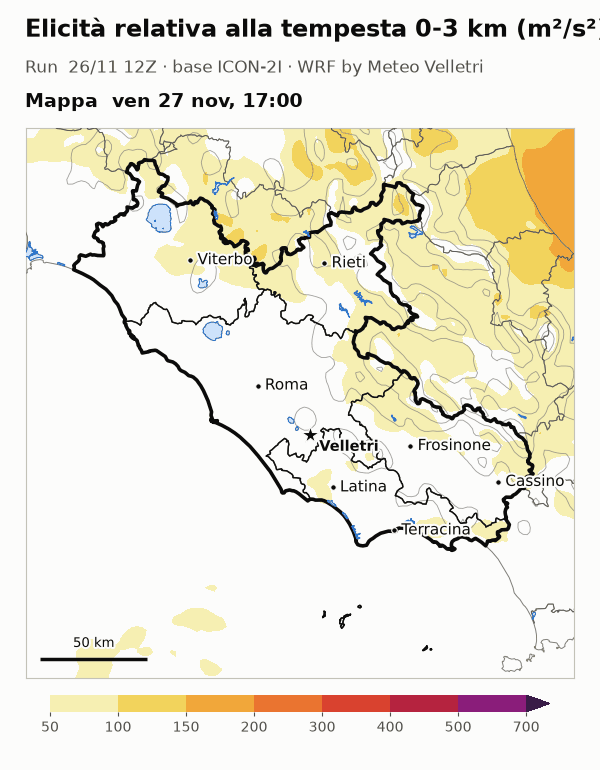 Elicità relativa alla tempesta 0-3 km (m²/s²)
Run 26/11 12Z · base ICON-2I · WRF by Meteo Velletri
Mappa ven 27 nov, 17:00
Viterbo
Rieti
Roma
Velletri
Frosinone
Latina
Cassino
Terracina
50 km
50 100 150 200 300 400 500 700